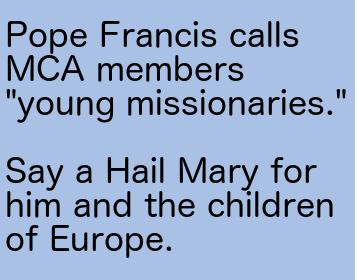 Pope Francis calls
MCA members
"young missionaries."
Say a Hail Mary for
him and the children
of Europe.